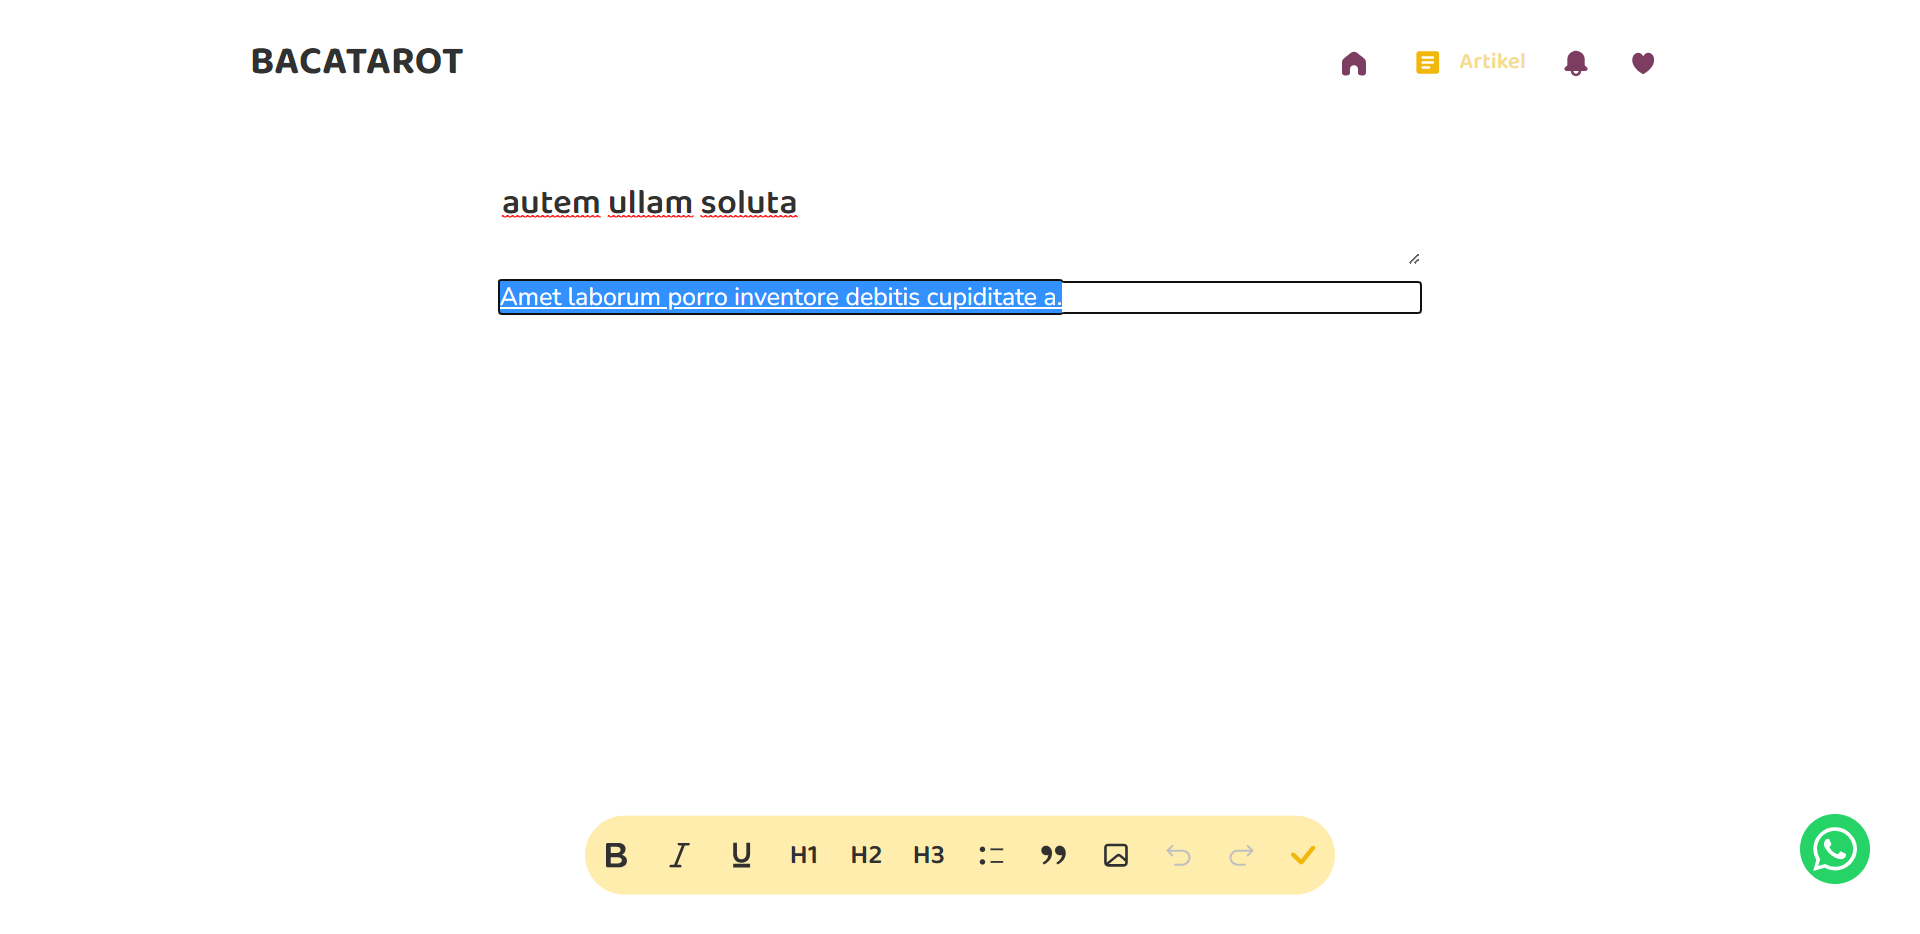 BACATAROT
Artikel
autem ullam soluta
Amet laborum porro inventore debitis cupiditate a.
B I U H1 H2 H3